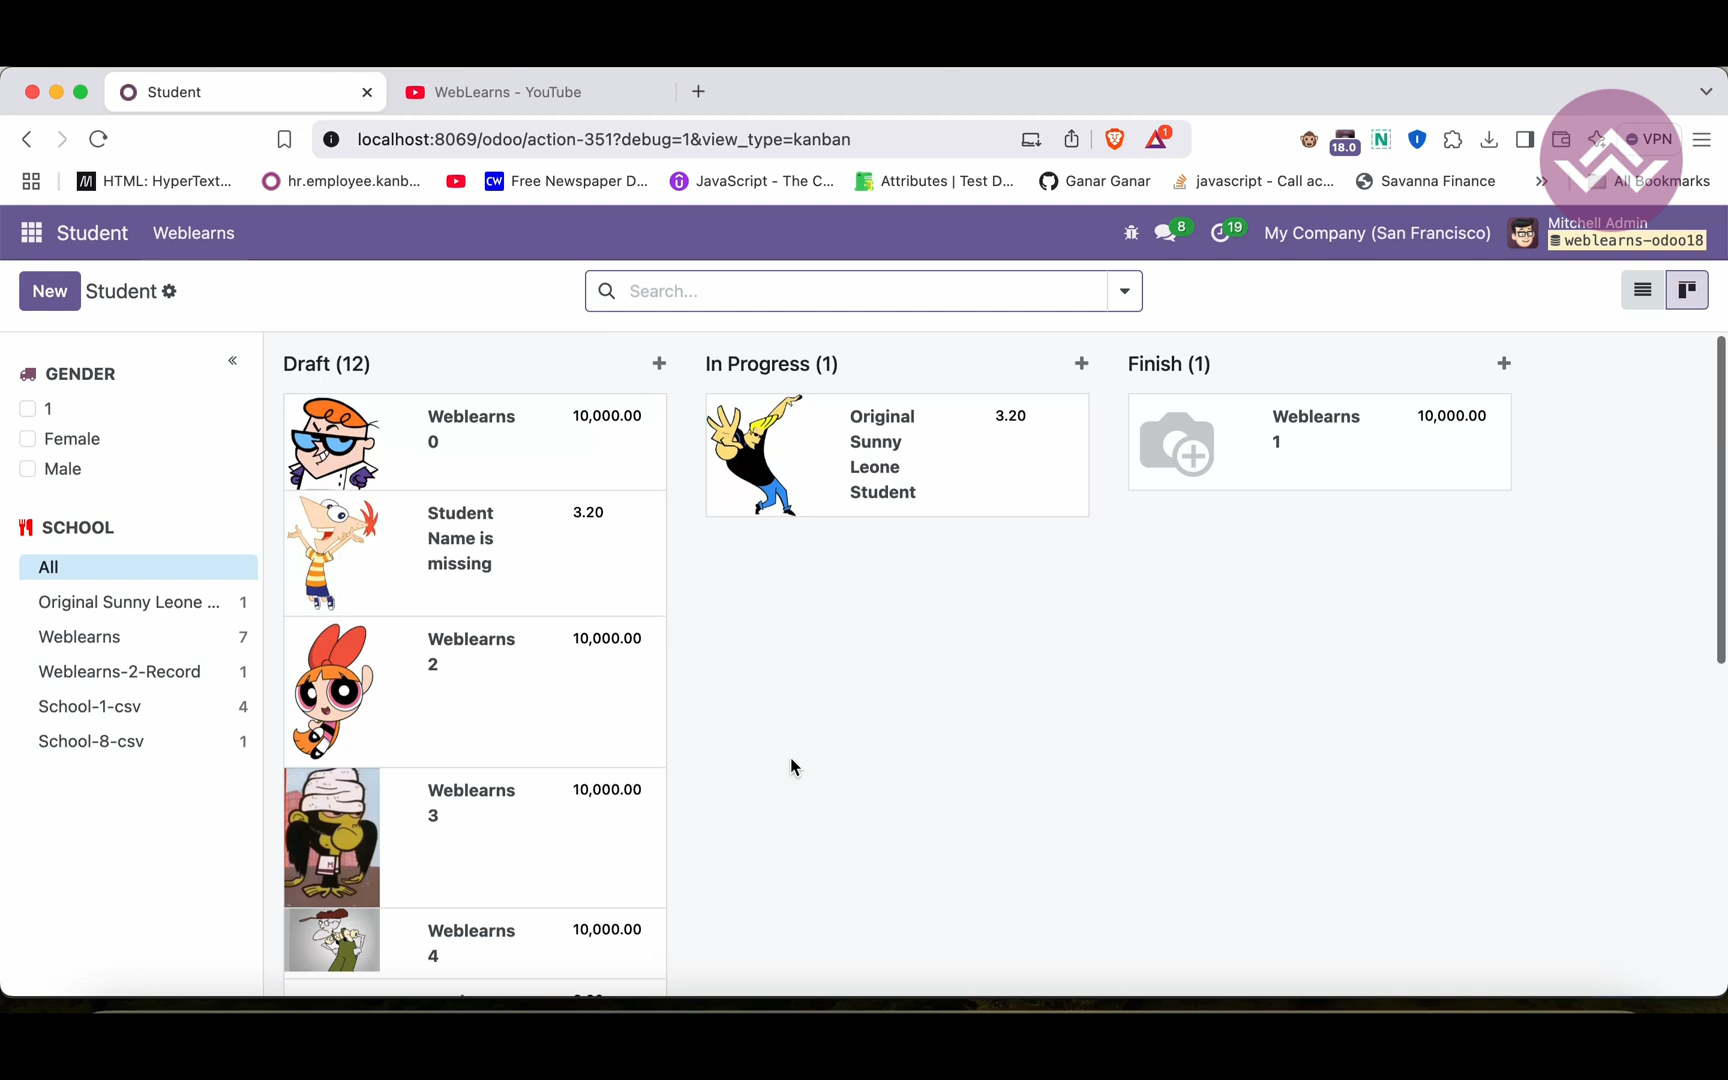 Student
WebLearns - YouTube
localhost:8069/odoo/action-351?debug=1&view_type=kanban
1
18.0
N
VPN
HTML: HyperText...
hr.employee.kanb...
CW Free Newspaper D...
JavaScript - The C...
Attributes | Test D...
Ganar Ganar
javascript - Call ac...
Savanna Finance
»
All Bookmarks
Student
Weblearns
8
19
My Company (San Francisco)
Mitchell Admin
weblearns-odoo18
New
Student
Search...
GENDER
1
Female
Male
SCHOOL
All
Original Sunny Leone ... 1
Weblearns 7
Weblearns-2-Record 1
School-1-csv 4
School-8-csv 1
Draft (12)
Weblearns 10,000.00
0
Student 3.20
Name is
missing
Weblearns 10,000.00
2
Weblearns 10,000.00
3
Weblearns 10,000.00
4
In Progress (1)
Original 3.20
Sunny
Leone
Student
Finish (1)
Weblearns 10,000.00
1